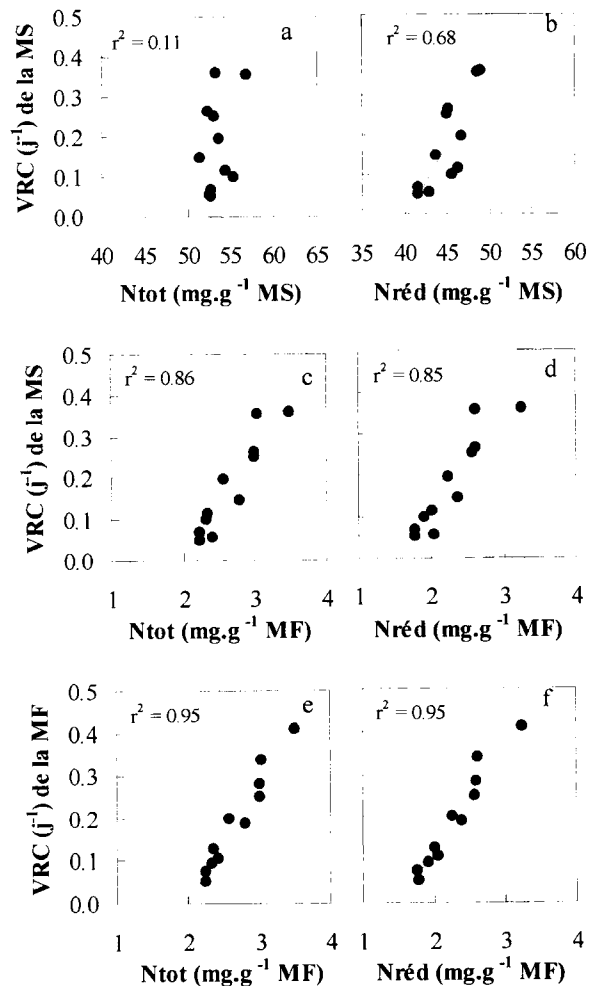 r² = 0.11
a
VRC (j⁻¹) de la MS
0.5
0.4
0.3
0.2
0.1
0.0
40 45 50 55 60 65
Ntot (mg.g ⁻¹ MS)
r² = 0.68
b
35 40 45 50 55 60
Nréd (mg.g ⁻¹ MS)
r² = 0.86
c
VRC (j⁻¹) de la MS
0.5
0.4
0.3
0.2
0.1
0.0
1 2 3 4
Ntot (mg.g ⁻¹ MF)
r² = 0.85
d
1 2 3 4
Nréd (mg.g ⁻¹ MF)
r² = 0.95
e
VRC (j⁻¹) de la MF
0.5
0.4
0.3
0.2
0.1
0.0
1 2 3 4
Ntot (mg.g ⁻¹ MF)
r² = 0.95
f
1 2 3 4
Nréd (mg.g ⁻¹ MF)